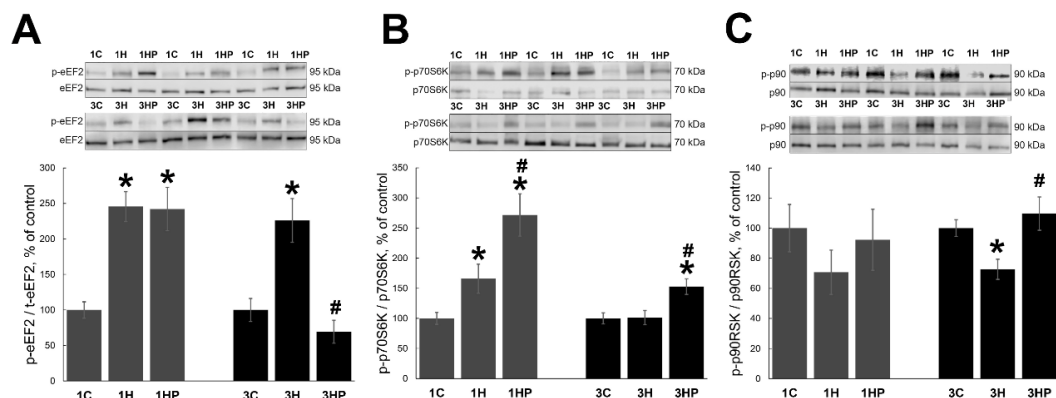 A
1C 1H 1HP 1C 1H 1HP 1C 1H 1HP
p-eEF2 95 kDa
eEF2 95 kDa
3C 3H 3HP 3C 3H 3HP 3C 3H 3HP
p-eEF2 95 kDa
eEF2 95 kDa
p-eEF2 / t-eEF2, % of control
300
250
200
150
100
50
0
* * * #
1C 1H 1HP 3C 3H 3HP
B
1C 1H 1HP 1C 1H 1HP 1C 1H 1HP
p-p70S6K 70 kDa
p70S6K 70 kDa
3C 3H 3HP 3C 3H 3HP 3C 3H 3HP
p-p70S6K 70 kDa
p70S6K 70 kDa
p-p70S6K / p70S6K, % of control
350
300
250
200
150
100
50
0
* # * # *
1C 1H 1HP 3C 3H 3HP
C
1C 1H 1HP 1C 1H 1HP 1C 1H 1HP
p-p90 90 kDa
p90 90 kDa
3C 3H 3HP 3C 3H 3HP 3C 3H 3HP
p-p90 90 kDa
p90 90 kDa
p-p90RSK / p90RSK, % of control
140
120
100
80
60
40
20
0
* #
1C 1H 1HP 3C 3H 3HP